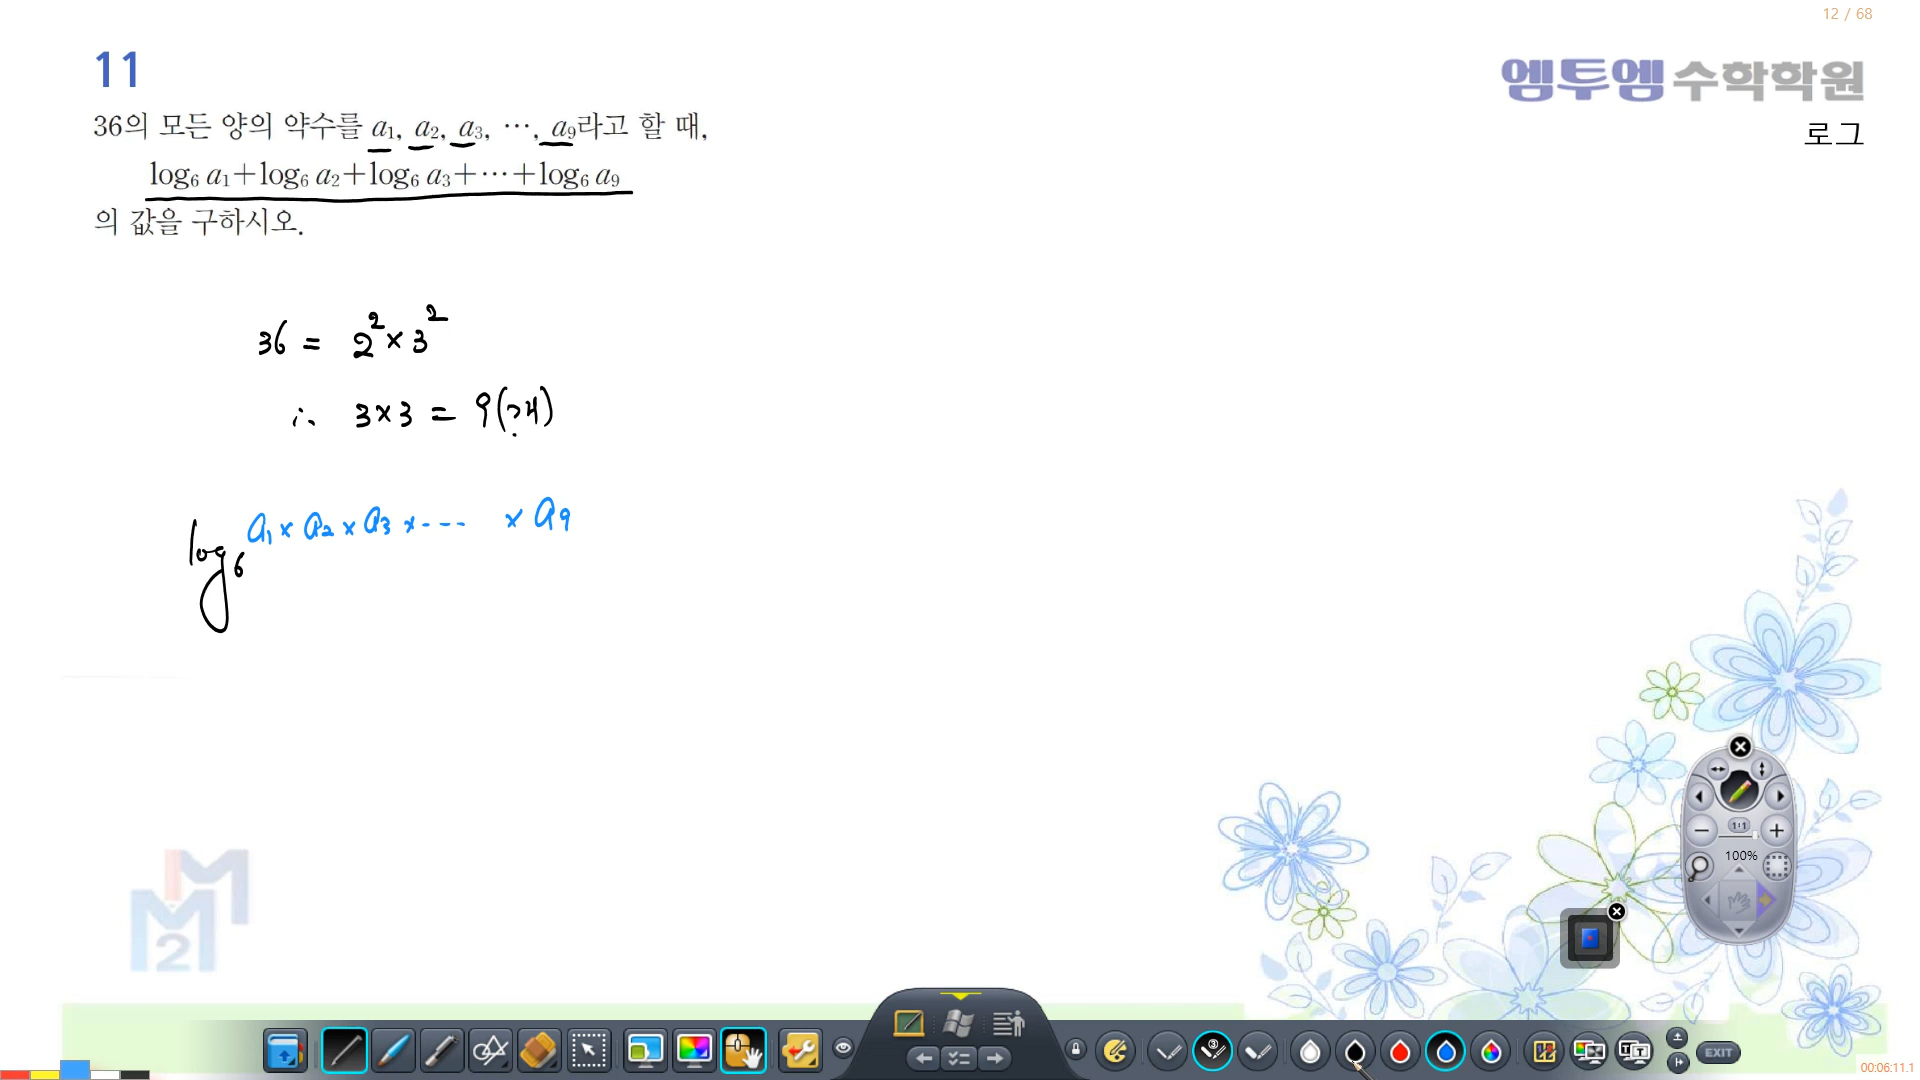 12 / 68
11
엠투엠수학학원
로그
36의 모든 양의 약수를 a₁, a₂, a₃, ⋯, a₉라고 할 때,
log₆ a₁+log₆ a₂+log₆ a₃+⋯+log₆ a₉
의 값을 구하시오.
36 = 2² × 3²
∴ 3×3 = 9(개)
log₆ a₁ × a₂ × a₃ × ---- × a₉
1:1
100%
M2M
EXIT
00:06:11.1